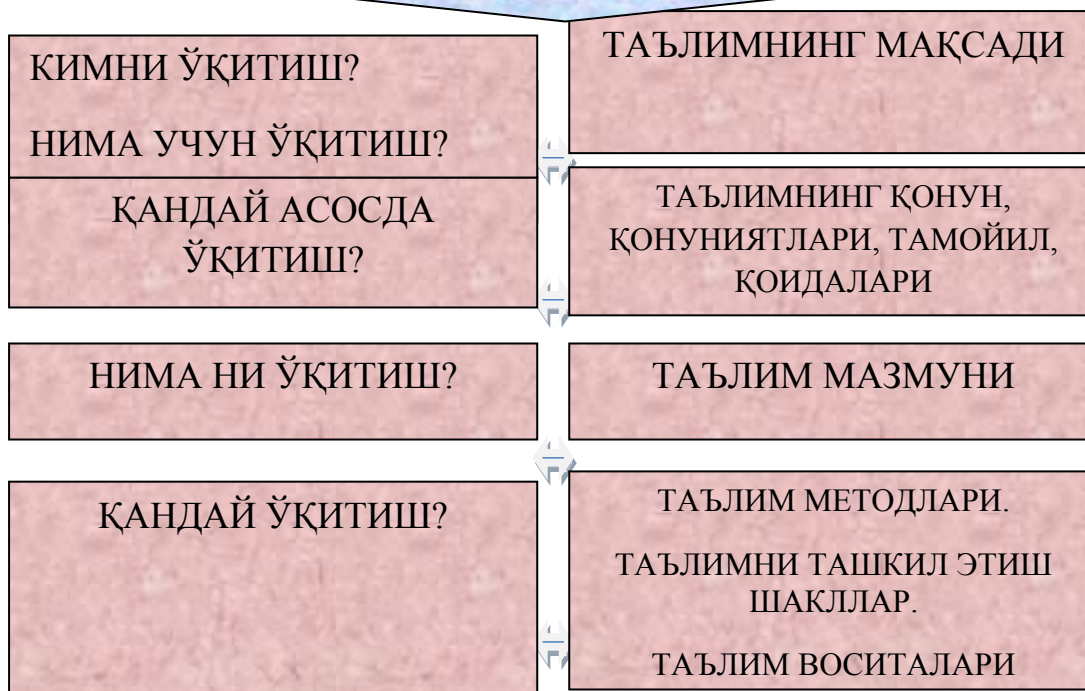 КИМНИ ЎҚИТИШ?
НИМА УЧУН ЎҚИТИШ?
ТАЪЛИМНИНГ МАҚСАДИ
ҚАНДАЙ АСОСДА
ЎҚИТИШ?
ТАЪЛИМНИНГ ҚОНУН,
ҚОНУНИЯТЛАРИ, ТАМОЙИЛ,
ҚОИДАЛАРИ
НИМА НИ ЎҚИТИШ?
ТАЪЛИМ МАЗМУНИ
ҚАНДАЙ ЎҚИТИШ?
ТАЪЛИМ МЕТОДЛАРИ.
ТАЪЛИМНИ ТАШКИЛ ЭТИШ
ШАКЛЛАР.
ТАЪЛИМ ВОСИТАЛАРИ